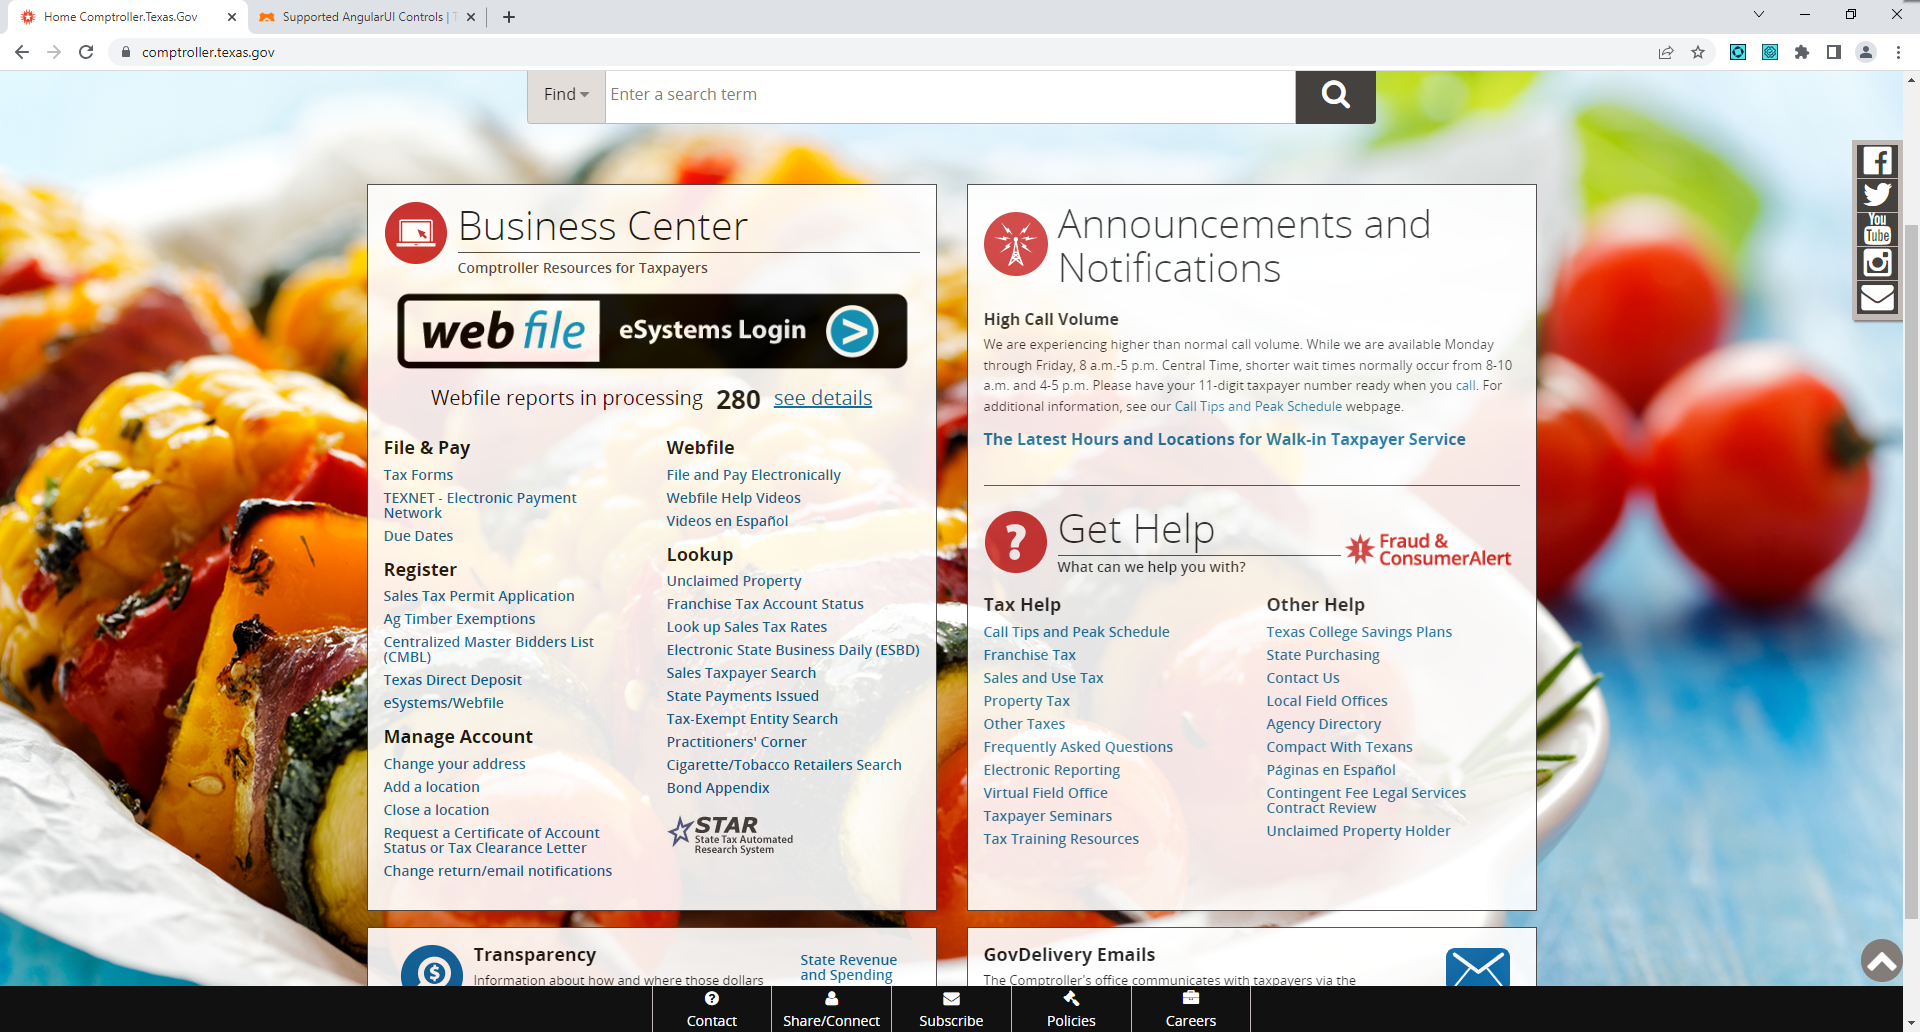 Home Comptroller.Texas.Gov
Supported AngularUI Controls | T
comptroller.texas.gov
Find
Enter a search term
Business Center
Comptroller Resources for Taxpayers
web file eSystems Login >
Webfile reports in processing 280 see details
File & Pay
Tax Forms
TEXNET - Electronic Payment
Network
Due Dates
Register
Sales Tax Permit Application
Ag Timber Exemptions
Centralized Master Bidders List
(CMBL)
Texas Direct Deposit
eSystems/Webfile
Manage Account
Change your address
Add a location
Close a location
Request a Certificate of Account
Status or Tax Clearance Letter
Change return/email notifications
Webfile
File and Pay Electronically
Webfile Help Videos
Videos en Español
Lookup
Unclaimed Property
Franchise Tax Account Status
Look up Sales Tax Rates
Electronic State Business Daily (ESBD)
Sales Taxpayer Search
State Payments Issued
Tax-Exempt Entity Search
Practitioners' Corner
Cigarette/Tobacco Retailers Search
Bond Appendix
STAR
State Tax Automated
Research System
Announcements and
Notifications
High Call Volume
We are experiencing higher than normal call volume. While we are available Monday
through Friday, 8 a.m.-5 p.m. Central Time, shorter wait times normally occur from 8-10
a.m. and 4-5 p.m. Please have your 11-digit taxpayer number ready when you call. For
additional information, see our Call Tips and Peak Schedule webpage.
The Latest Hours and Locations for Walk-in Taxpayer Service
?
Get Help
What can we help you with?
Fraud &
ConsumerAlert
Tax Help
Call Tips and Peak Schedule
Franchise Tax
Sales and Use Tax
Property Tax
Other Taxes
Frequently Asked Questions
Electronic Reporting
Virtual Field Office
Taxpayer Seminars
Tax Training Resources
Other Help
Texas College Savings Plans
State Purchasing
Contact Us
Local Field Offices
Agency Directory
Compact With Texans
Páginas en Español
Contingent Fee Legal Services
Contract Review
Unclaimed Property Holder
You
Tube
$
Transparency
Information about how and where those dollars
State Revenue
and Spending
GovDelivery Emails
The Comptroller's office communicates with taxpayers via the
Contact
Share/Connect
Subscribe
Policies
Careers